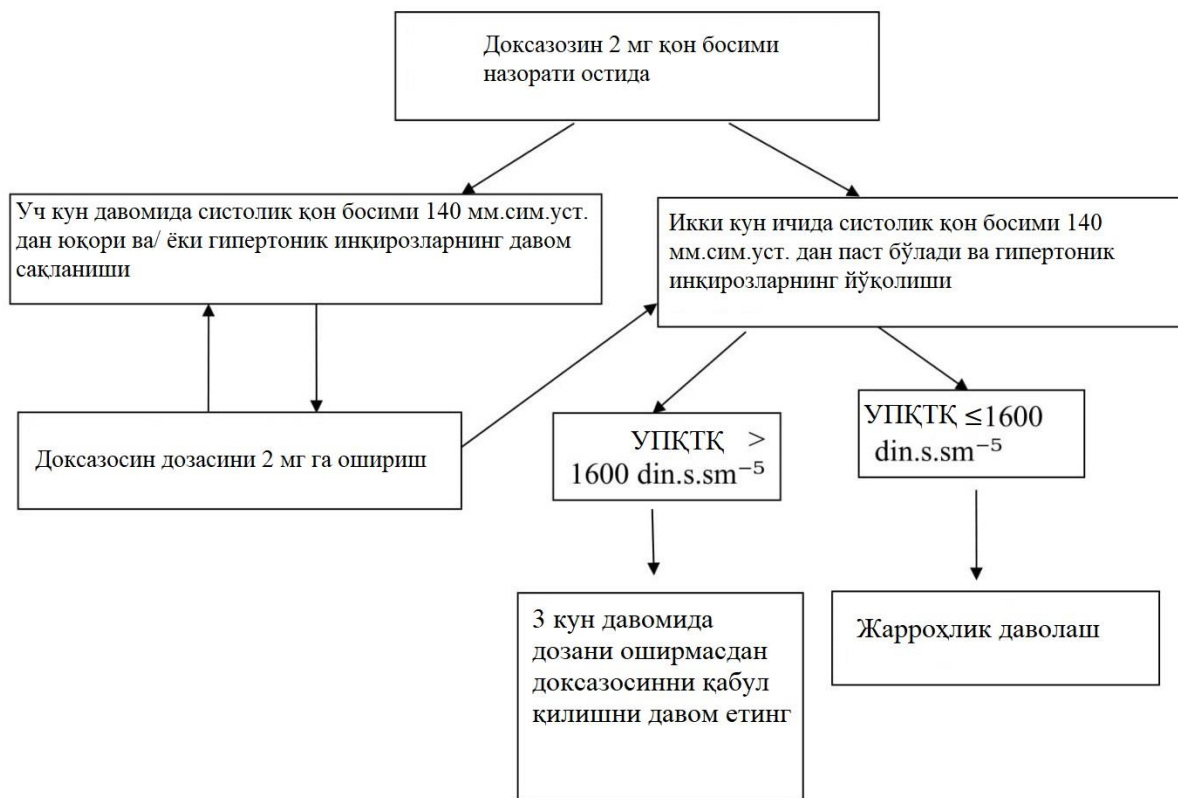 Доксазозин 2 мг қон босими
назорати остида
Уч кун давомида систолик қон босими 140 мм.сим.уст.
дан юқори ва/ ёки гипертоник инқирозларнинг давом
сақланиши
Икки кун ичида систолик қон босими 140
мм.сим.уст. дан паст бўлади ва гипертоник
инқирозларнинг йўқолиши
Доксазосин дозасини 2 мг га ошириш
УПҚТҚ >
1600 din.s.sm⁻⁵
УПҚТҚ ≤1600
din.s.sm⁻⁵
3 кун давомида
дозани оширмасдан
доксазосинни қабул
қилишни давом етинг
Жарроҳлик даволаш